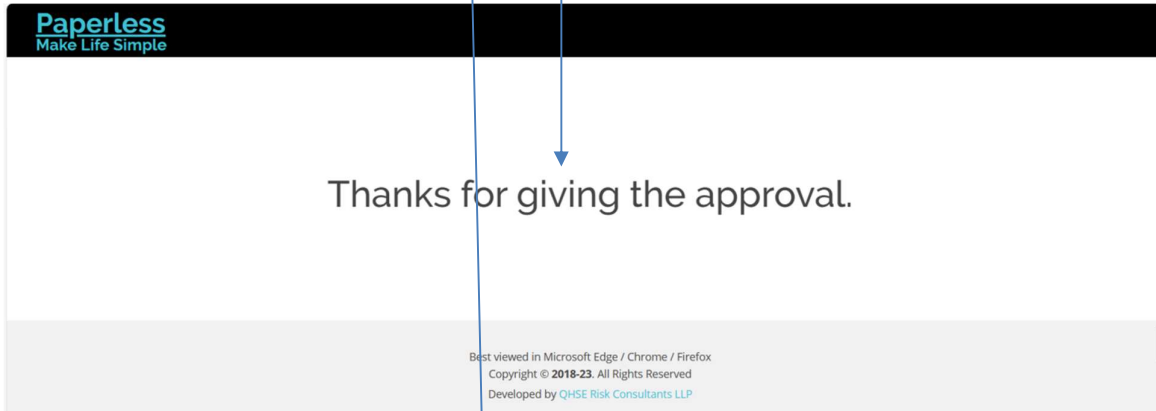 Paperless
Make Life Simple
Thanks for giving the approval.
Best viewed in Microsoft Edge / Chrome / Firefox
Copyright © 2018-23. All Rights Reserved
Developed by QHSE Risk Consultants LLP